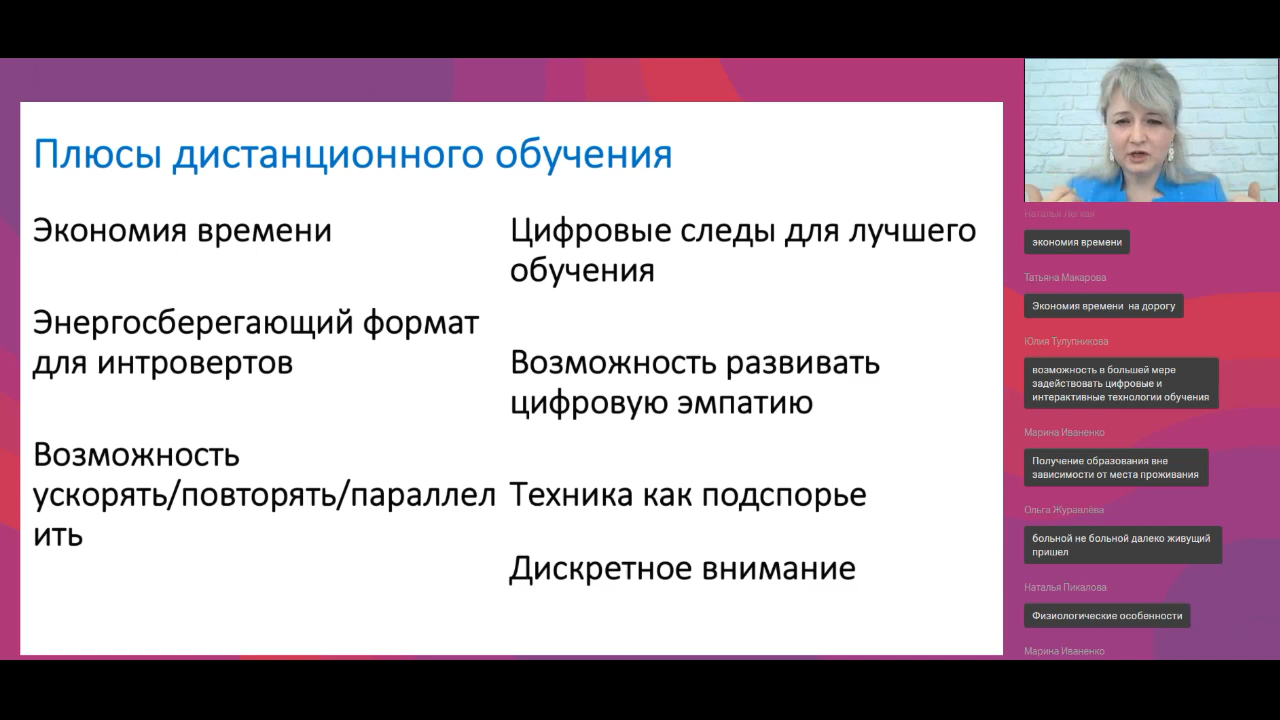 Плюсы дистанционного обучения
Экономия времени
Энергосберегающий формат
для интровертов
Возможность
ускорять/повторять/параллел
ить
Цифровые следы для лучшего
обучения
Возможность развивать
цифровую эмпатию
Техника как подспорье
Дискретное внимание
Наталья Легкая
экономия времени
Татьяна Макарова
Экономия времени на дорогу
Юлия Тулупникова
возможность в большей мере
задействовать цифровые и
интерактивные технологии обучения
Марина Иваненко
Получение образования вне
зависимости от места проживания
Ольга Журавлёва
больной не больной далеко живущий
пришел
Наталья Пикалова
Физиологические особенности
Марина Иваненко